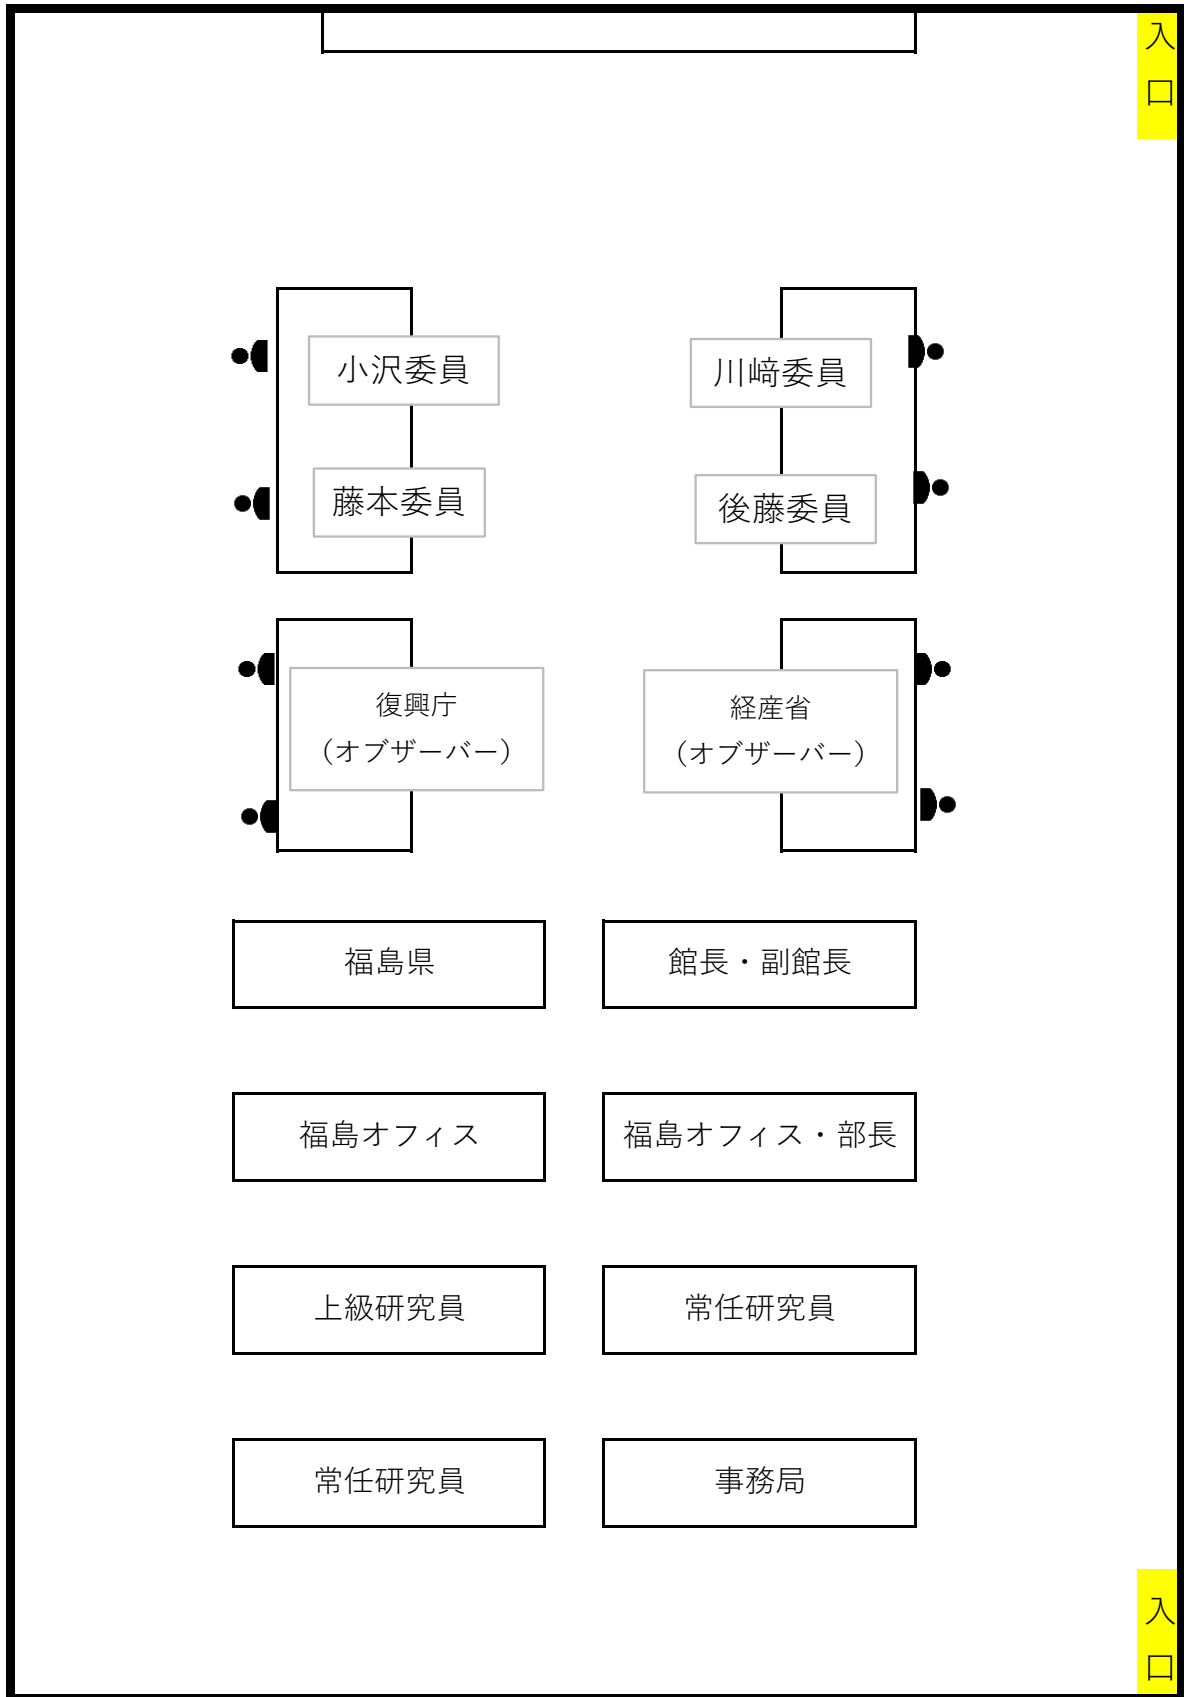 入
口
小沢委員
川﨑委員
藤本委員
後藤委員
復興庁
（オブザーバー）
経産省
（オブザーバー）
福島県
館長・副館長
福島オフィス
福島オフィス・部長
上級研究員
常任研究員
常任研究員
事務局
入
口